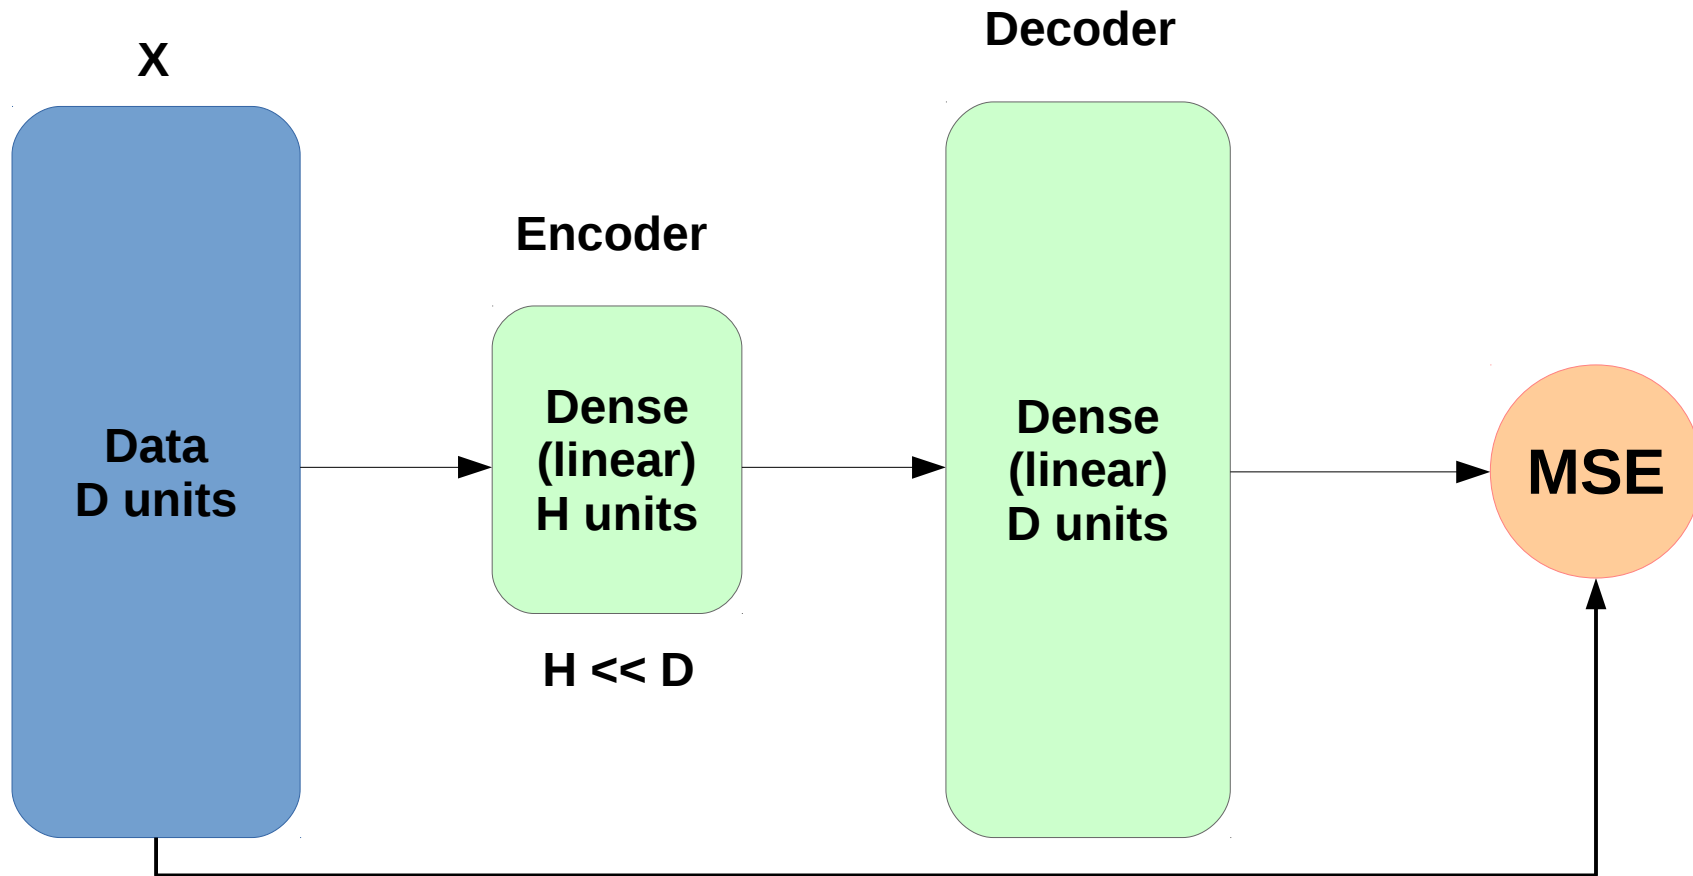 X
Data
D units
Encoder
Dense
(linear)
H units
H << D
Decoder
Dense
(linear)
D units
MSE